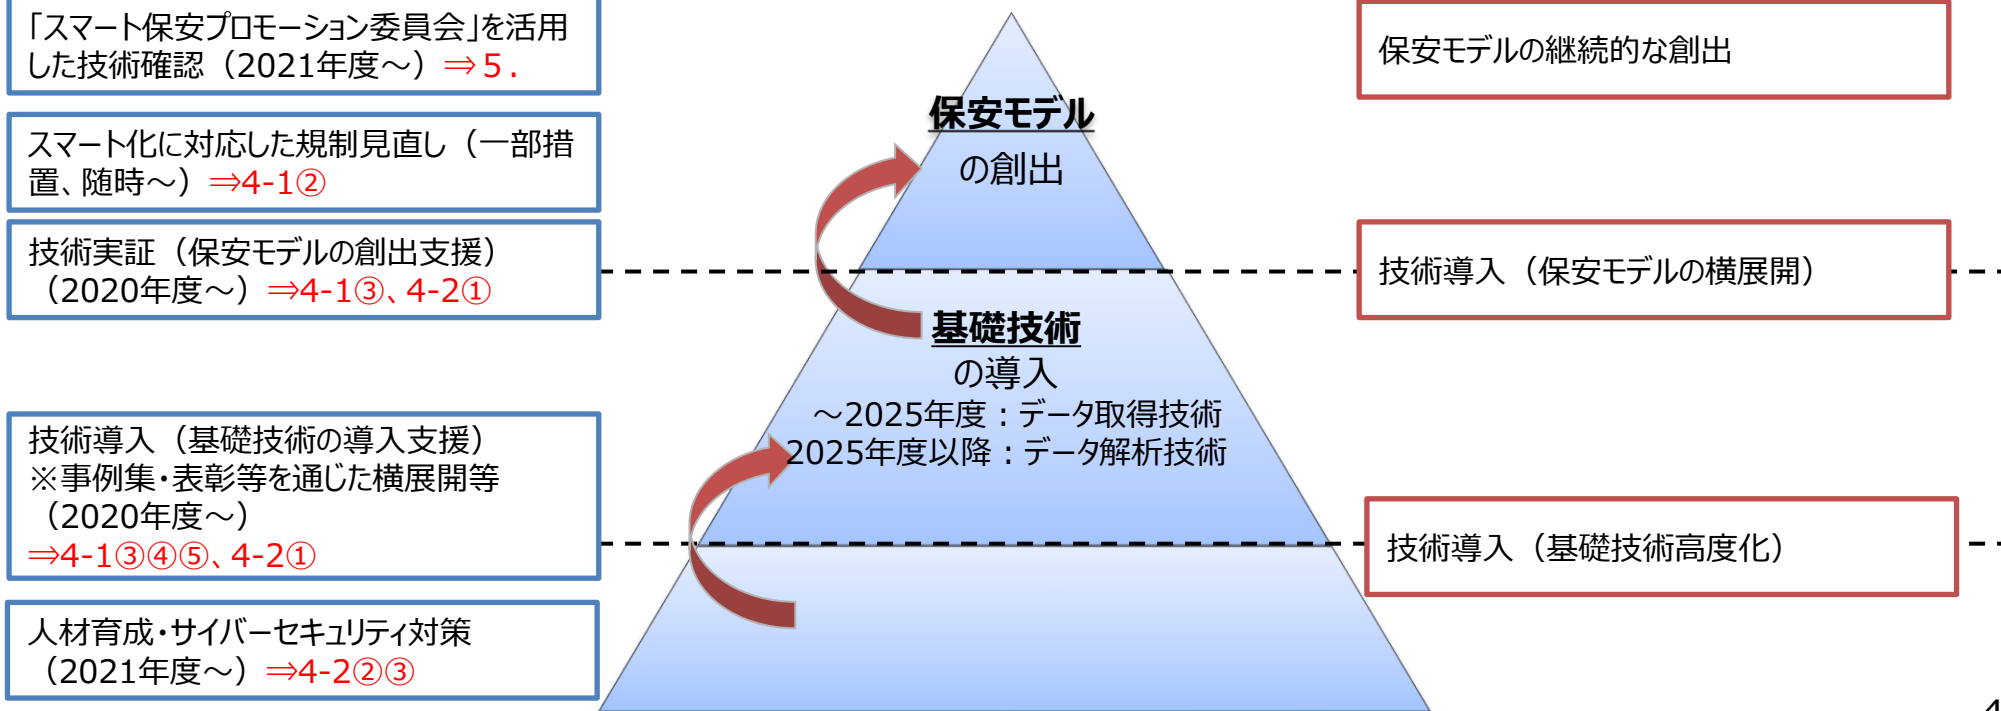 「スマート保安プロモーション委員会」を活用
した技術確認（2021年度～）⇒５.
スマート化に対応した規制見直し（一部措
置、随時～）⇒4-1②
技術実証（保安モデルの創出支援）
（2020年度～）⇒4-1③、4-2①
技術導入（基礎技術の導入支援）
※事例集・表彰等を通じた横展開等
（2020年度～）
⇒4-1③④⑤、4-2①
人材育成・サイバーセキュリティ対策
（2021年度～）⇒4-2②③
保安モデル
の創出
基礎技術
の導入
～2025年度：データ取得技術
2025年度以降：データ解析技術
保安モデルの継続的な創出
技術導入（保安モデルの横展開）
技術導入（基礎技術高度化）